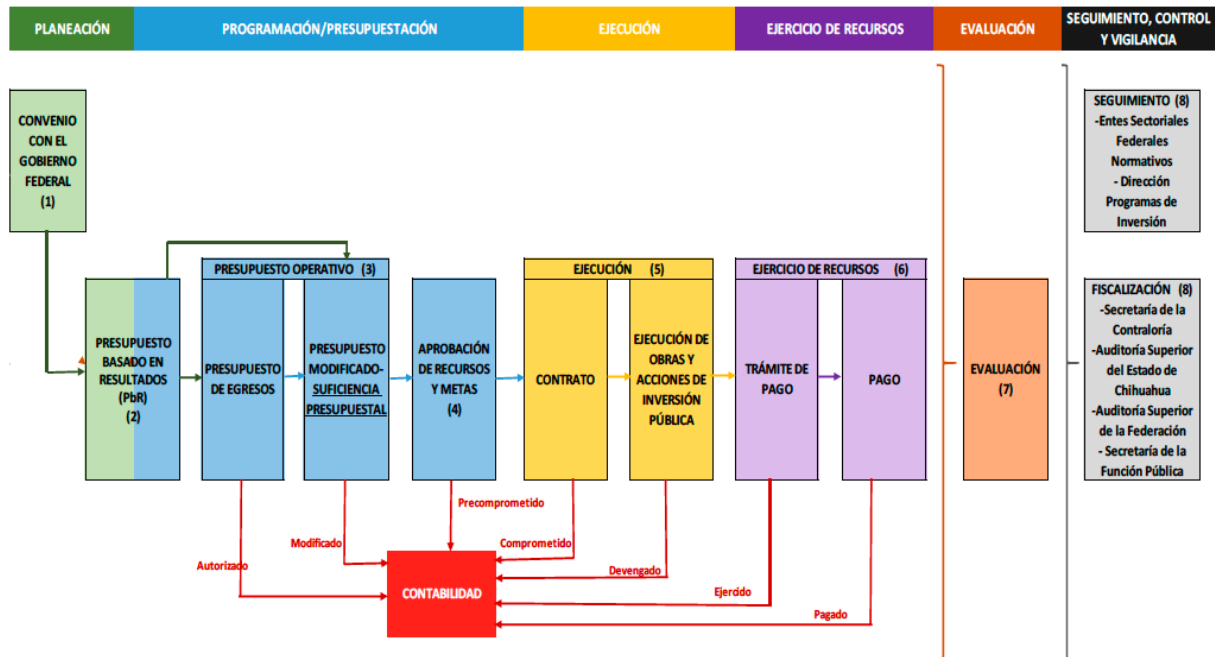 PLANEACIÓN
PROGRAMACIÓN/PRESUPUESTACIÓN
EJECUCIÓN
EJERCICIO DE RECURSOS
EVALUACIÓN
SEGUIMIENTO, CONTROL
Y VIGILANCIA
CONVENIO
CON EL
GOBIERNO
FEDERAL
(1)
PRESUPUESTO
BASADO EN
RESULTADOS
(PbR)
(2)
PRESUPUESTO OPERATIVO (3)
PRESUPUESTO
DE EGRESOS
PRESUPUESTO
MODIFICADO-
SUFICIENCIA
PRESUPUESTAL
APROBACIÓN
DE RECURSOS
Y METAS
(4)
EJECUCIÓN (5)
CONTRATO
EJECUCIÓN DE
OBRAS Y
ACCIONES DE
INVERSIÓN
PÚBLICA
EJERCICIO DE RECURSOS (6)
TRÁMITE DE
PAGO
PAGO
EVALUACIÓN
(7)
SEGUIMIENTO (8)
-Entes Sectoriales
Federales
Normativos
- Dirección
Programas de
Inversión
FISCALIZACIÓN (8)
-Secretaría de la
Contraloría
-Auditoría Superior
del Estado de
Chihuahua
-Auditoría Superior
de la Federación
- Secretaría de la
Función Pública
Autorizado
Modificado
Precomprometido
Comprometido
Devengado
Ejercido
Pagado
CONTABILIDAD